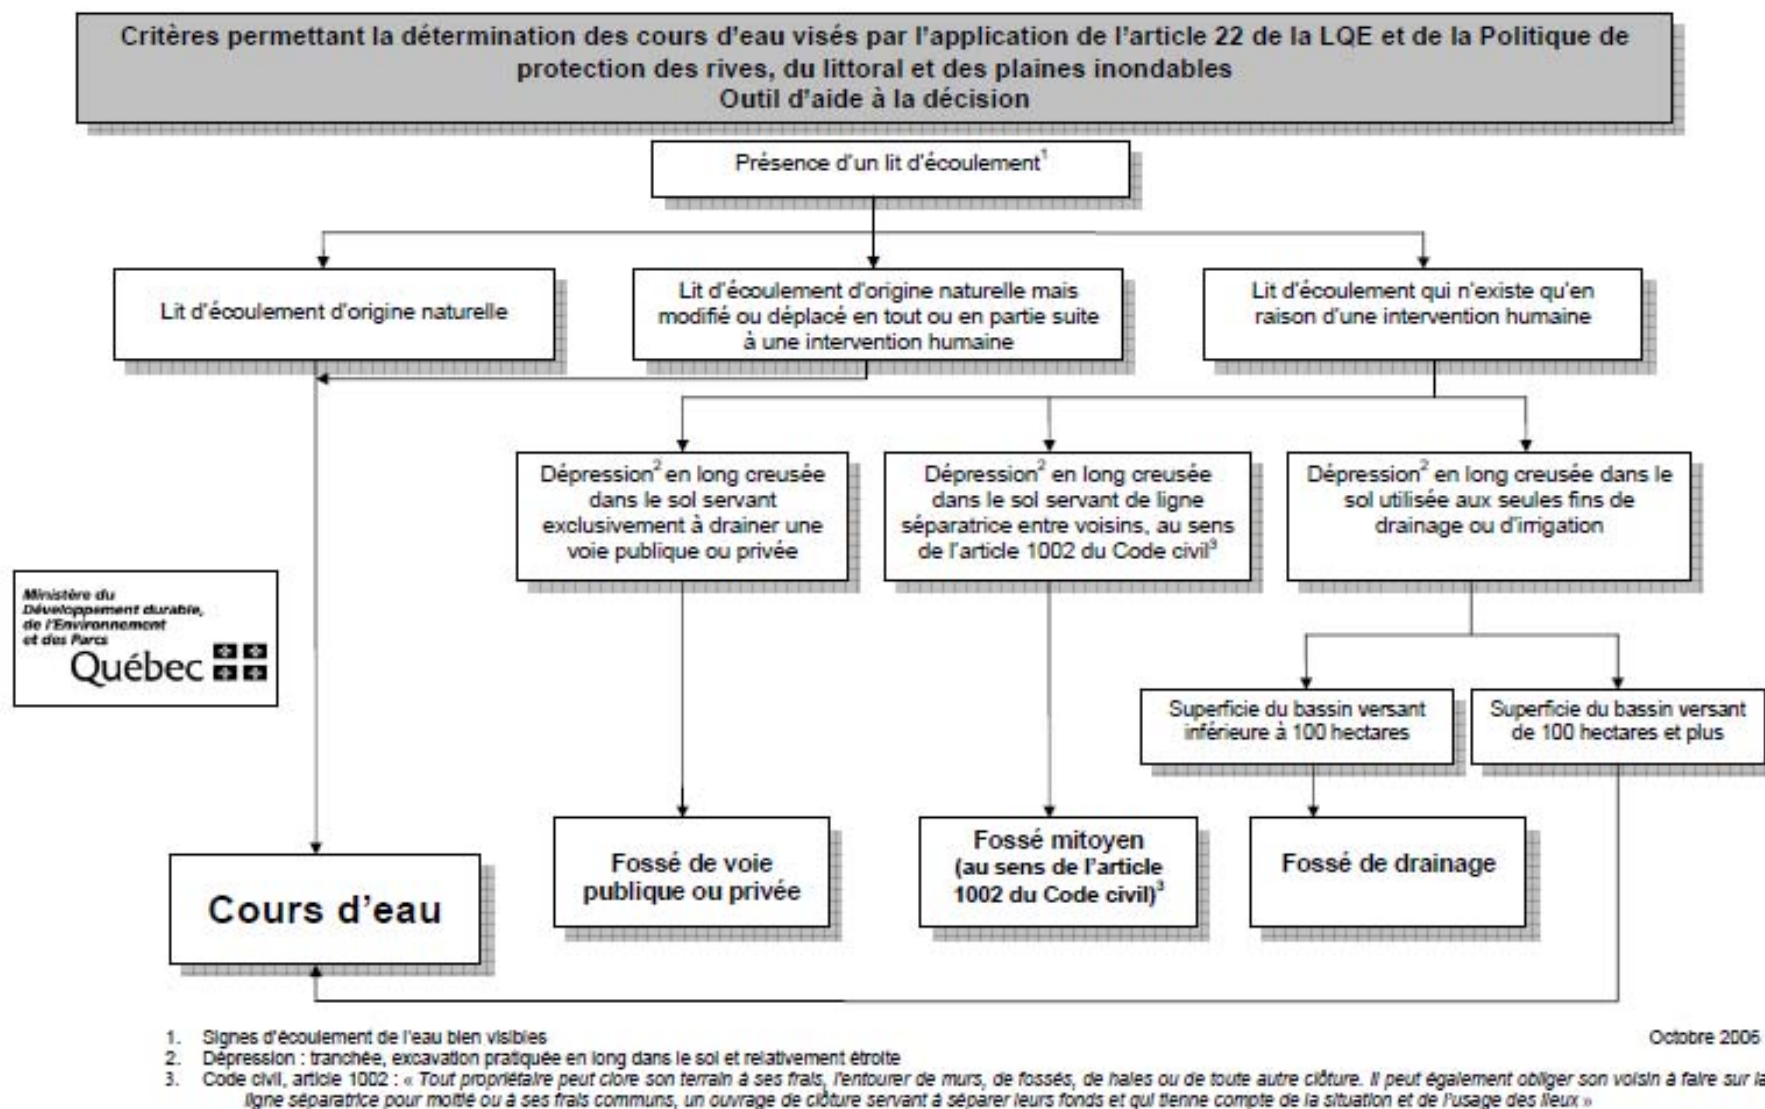 Critères permettant la détermination des cours d'eau visés par l'application de l'article 22 de la LQE et de la Politique de
protection des rives, du littoral et des plaines inondables
Outil d'aide à la décision
Présence d'un lit d'écoulement¹
Lit d'écoulement d'origine naturelle
Lit d'écoulement d'origine naturelle mais
modifié ou déplacé en tout ou en partie suite
à une intervention humaine
Lit d'écoulement qui n'existe qu'en
raison d'une intervention humaine
Dépression² en long creusée
dans le sol servant
exclusivement à drainer une
voie publique ou privée
Dépression² en long creusée
dans le sol servant de ligne
séparatrice entre voisins, au sens
de l'article 1002 du Code civil³
Dépression² en long creusée dans le
sol utilisée aux seules fins de
drainage ou d'irrigation
Ministère du
Développement durable,
de l'Environnement
et des Parcs
Québec
Superficie du bassin versant
inférieure à 100 hectares
Superficie du bassin versant
de 100 hectares et plus
Cours d'eau
Fossé de voie
publique ou privée
Fossé mitoyen
(au sens de l'article
1002 du Code civil)³
Fossé de drainage
1. Signes d'écoulement de l'eau bien visibles
Octobre 2006
2. Dépression : tranchée, excavation pratiquée en long dans le sol et relativement étroite
3. Code civil, article 1002 : « Tout propriétaire peut clore son terrain à ses frais, l'entourer de murs, de fossés, de haies ou de toute autre clôture. Il peut également obliger son voisin à faire sur la
ligne séparatrice pour moitié ou à ses frais communs, un ouvrage de clôture servant à séparer leurs fonds et qui tienne compte de la situation et de l'usage des lieux »